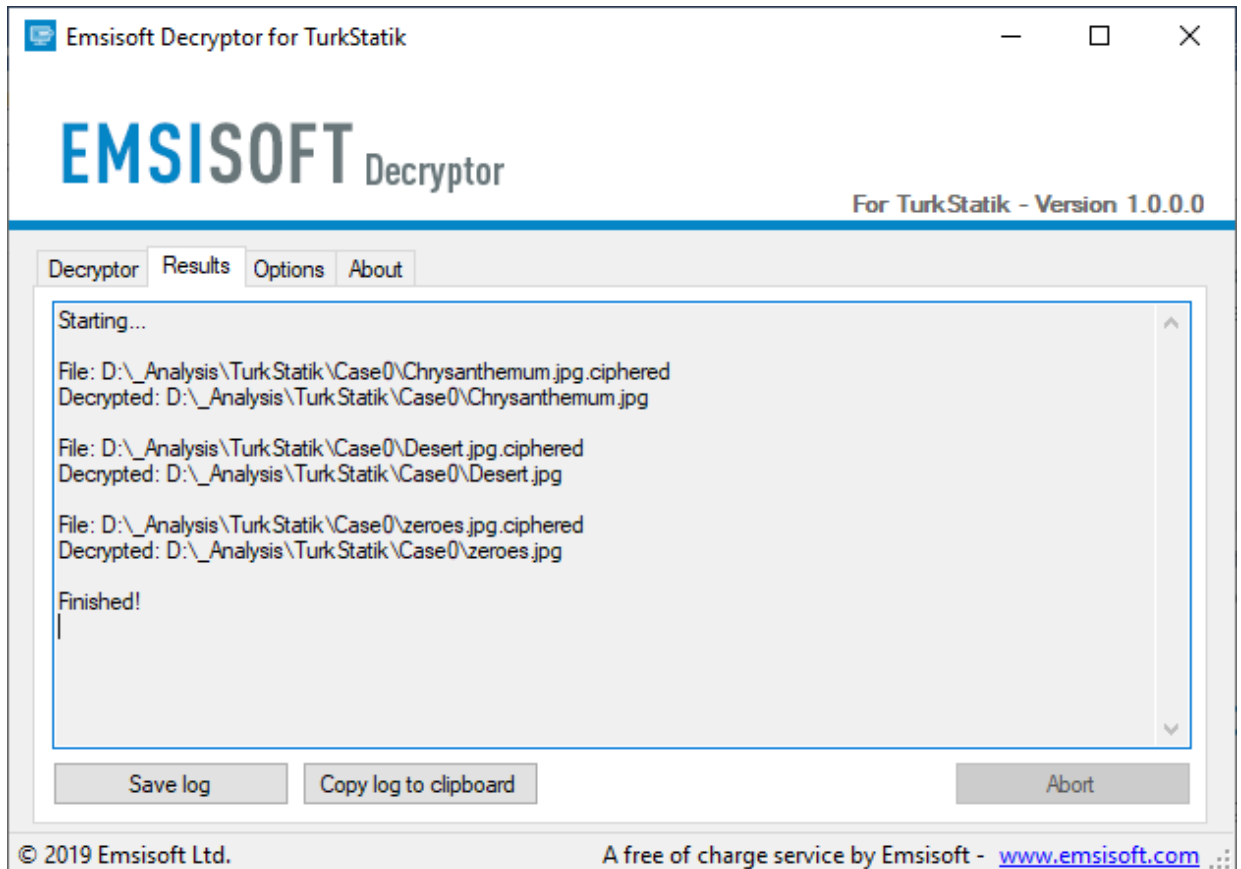 Emsisoft Decryptor for TurkStatik
EMSISOFT Decryptor
For TurkStatik - Version 1.0.0.0
Decryptor Results Options About
Starting...
File: D:\_Analysis\TurkStatik\Case0\Chrysanthemum.jpg.ciphered
Decrypted: D:\_Analysis\TurkStatik\Case0\Chrysanthemum.jpg
File: D:\_Analysis\TurkStatik\Case0\Desert.jpg.ciphered
Decrypted: D:\_Analysis\TurkStatik\Case0\Desert.jpg
File: D:\_Analysis\TurkStatik\Case0\zeroes.jpg.ciphered
Decrypted: D:\_Analysis\TurkStatik\Case0\zeroes.jpg
Finished!
Save log Copy log to clipboard Abort
© 2019 Emsisoft Ltd. A free of charge service by Emsisoft - www.emsisoft.com